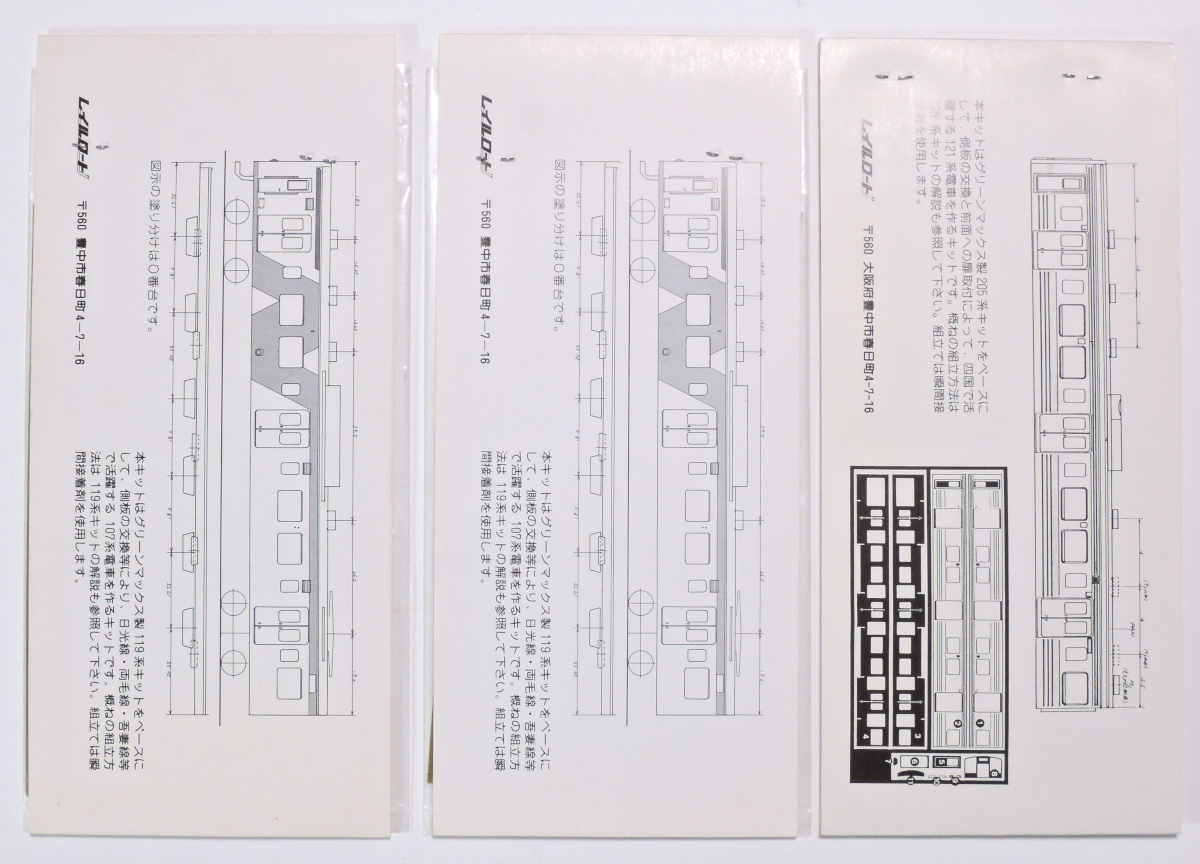 レイルロード
〒560 豊中市春日町4-7-16
図示の塗り分けは0番台です。
本キットはグリーンマックス製 119系キットをベースに
して、側板の交換等により、日光線・両毛線・吾妻線等
で活躍する 107系電車を作るキットです。概ねの組立方
法は 119系キットの解説も参照して下さい。組立ては瞬
間接着剤を使用します。
レイルロード
〒560 豊中市春日町4-7-16
図示の塗り分けは0番台です。
本キットはグリーンマックス製 119系キットをベースに
して、側板の交換等により、日光線・両毛線・吾妻線等
で活躍する 107系電車を作るキットです。概ねの組立方
法は 119系キットの解説も参照して下さい。組立ては瞬
間接着剤を使用します。
本キットはグリーンマックス製 205系キットをベースに
して、側板の交換と前面への扉取付によって、四国で活
躍する 121系電車を作るキットです。概ねの組立方法は
205系キットの解説も参照して下さい。組立ては瞬間接
着剤を使用します。
レイルロード
〒560 大阪府豊中市春日町4-7-16
1
2
3
4
5
6
7